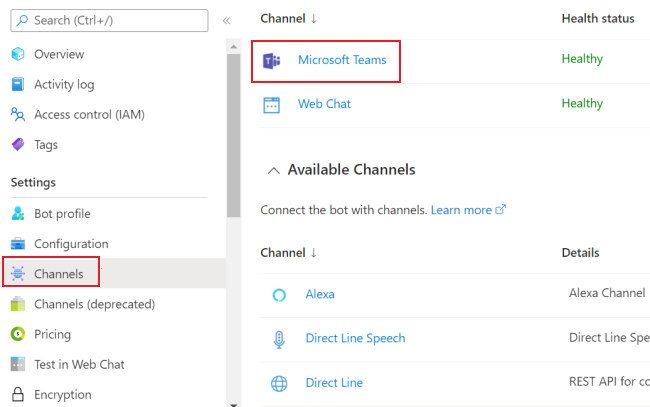 Search (Ctrl+/)
Overview
Activity log
Access control (IAM)
Tags
Settings
Bot profile
Configuration
Channels
Channels (deprecated)
Pricing
Test in Web Chat
Encryption
Channel ↓ Health status
Microsoft Teams Healthy
Web Chat Healthy
Available Channels
Connect the bot with channels. Learn more
Channel ↓ Details
Alexa Alexa Channel
Direct Line Speech Direct Line Spe
Direct Line REST API for co